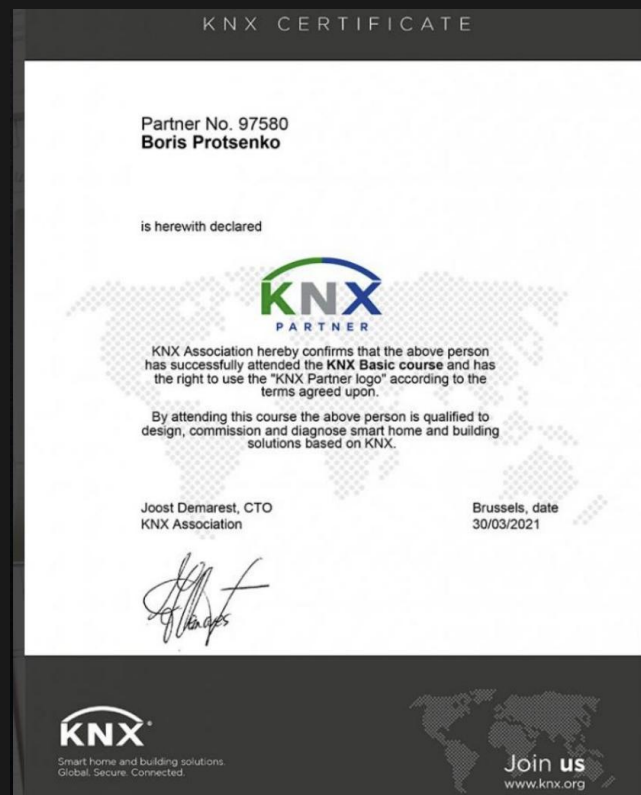 KNX CERTIFICATE
Partner No. 97580
Boris Protsenko
is herewith declared
KNX
PARTNER
KNX Association hereby confirms that the above person
has successfully attended the KNX Basic course and has
the right to use the "KNX Partner logo" according to the
terms agreed upon.
By attending this course the above person is qualified to
design, commission and diagnose smart home and building
solutions based on KNX.
Joost Demarest, CTO
KNX Association
Brussels, date
30/03/2021
KNX®
Smart home and building solutions.
Global. Secure. Connected.
Join us
www.knx.org